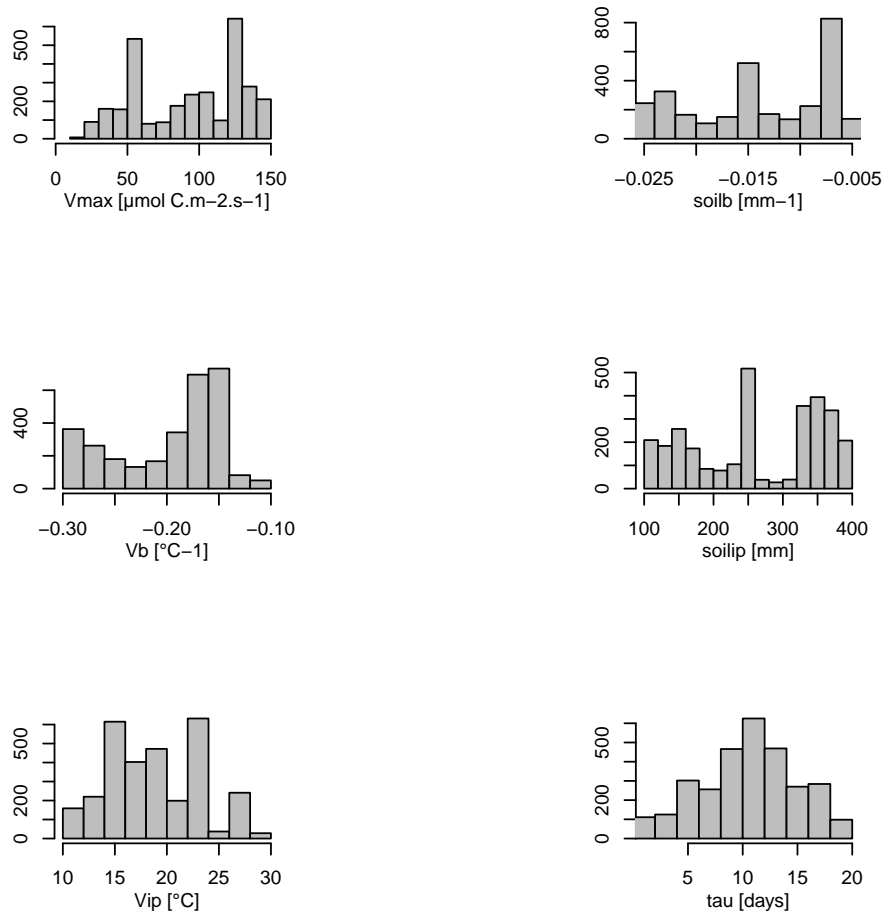 0 200 600
0 50 100 150
Vmax [µmol C.m−2.s−1]
0 400 800
−0.025 −0.015 −0.005
soilb [mm−1]
0 400
−0.30 −0.20 −0.10
Vb [°C−1]
0 200 500
100 200 300 400
soilip [mm]
0 200 500
10 15 20 25 30
Vip [°C]
0 200 500
5 10 15 20
tau [days]